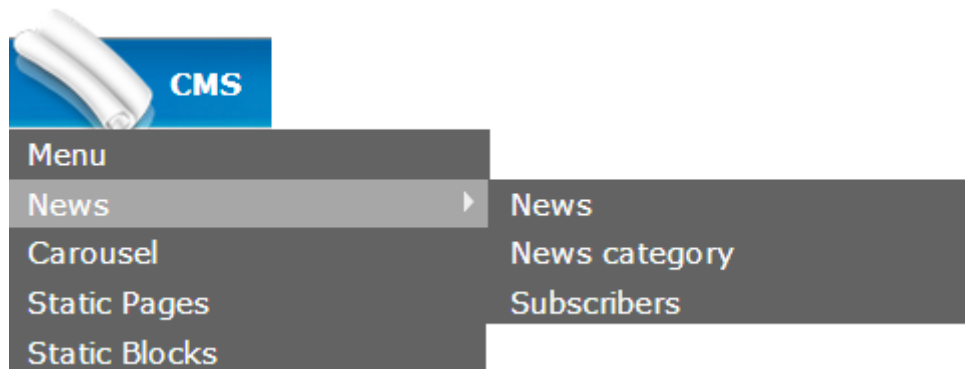 CMS
Menu
News
Carousel
Static Pages
Static Blocks
News
News category
Subscribers